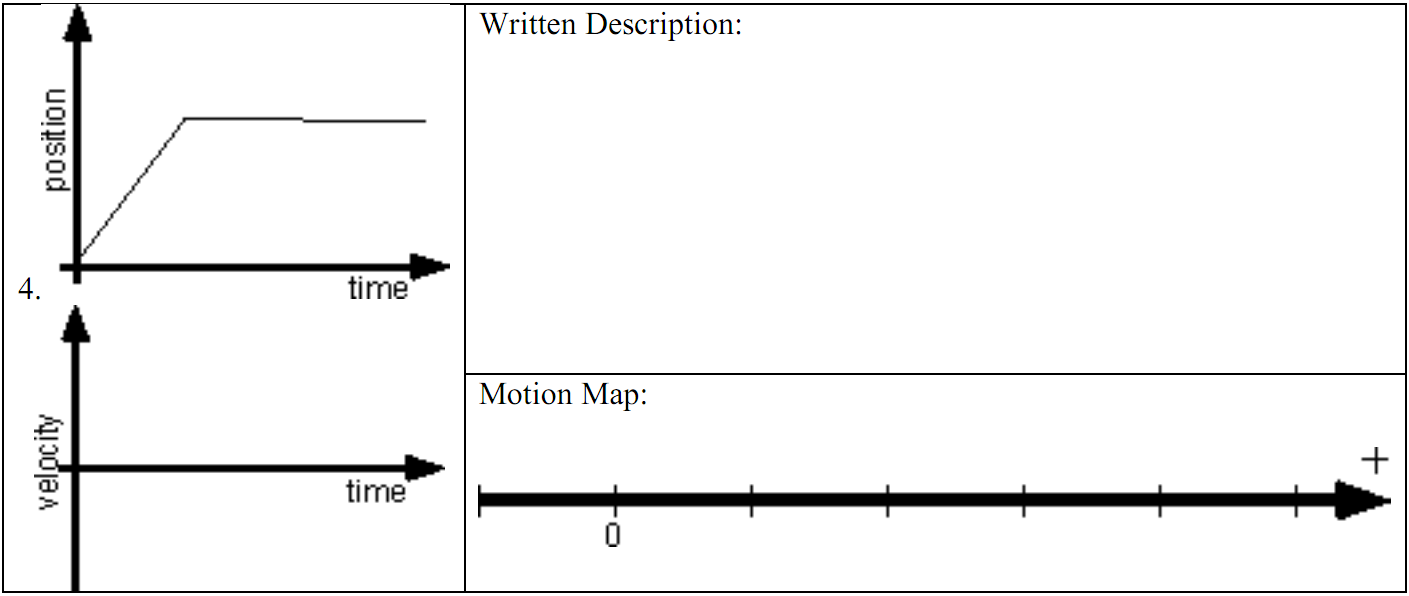 4.
position
time
velocity
time
Written Description:
Motion Map:
+
0